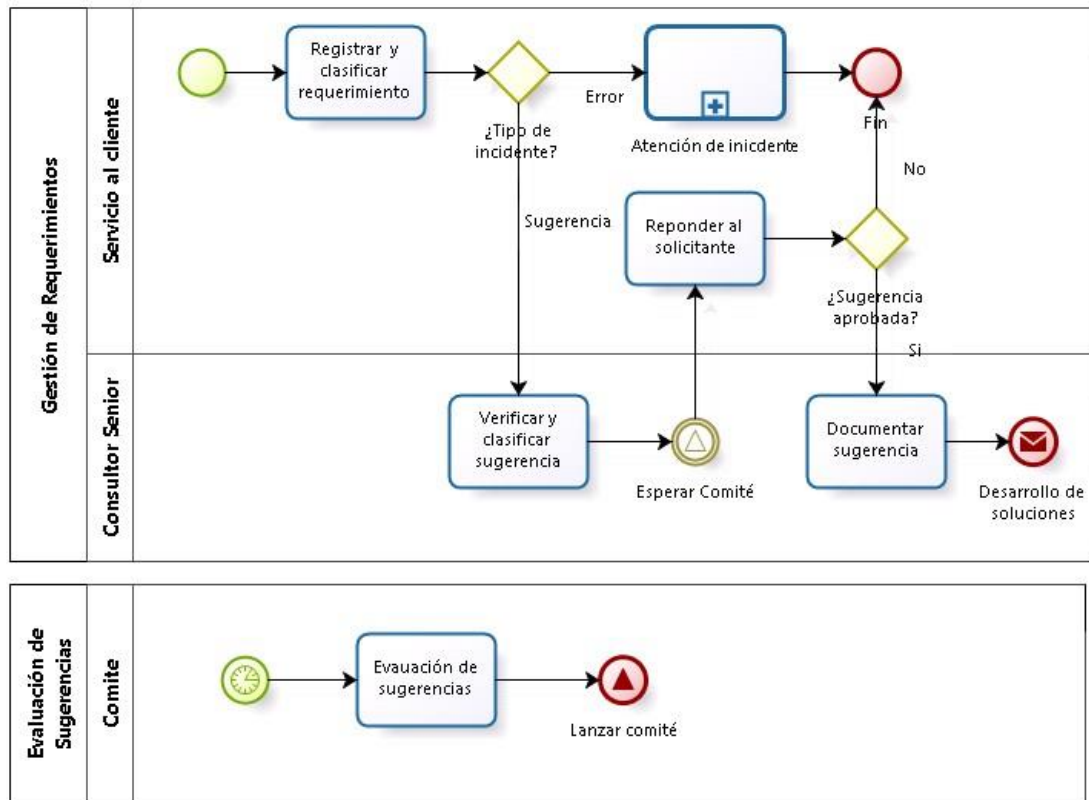 Gestión de Requerimientos
Servicio al cliente
Registrar y
clasificar
requerimiento
¿Tipo de
incidente?
Error
Atención de inicdente
Fin
No
Sugerencia
Reponder al
solicitante
¿Sugerencia
aprobada?
Si
Consultor Senior
Verificar y
clasificar
sugerencia
Esperar Comité
Documentar
sugerencia
Desarrollo de
soluciones
Evaluación de
Sugerencias
Comite
Evauación de
sugerencias
Lanzar comité